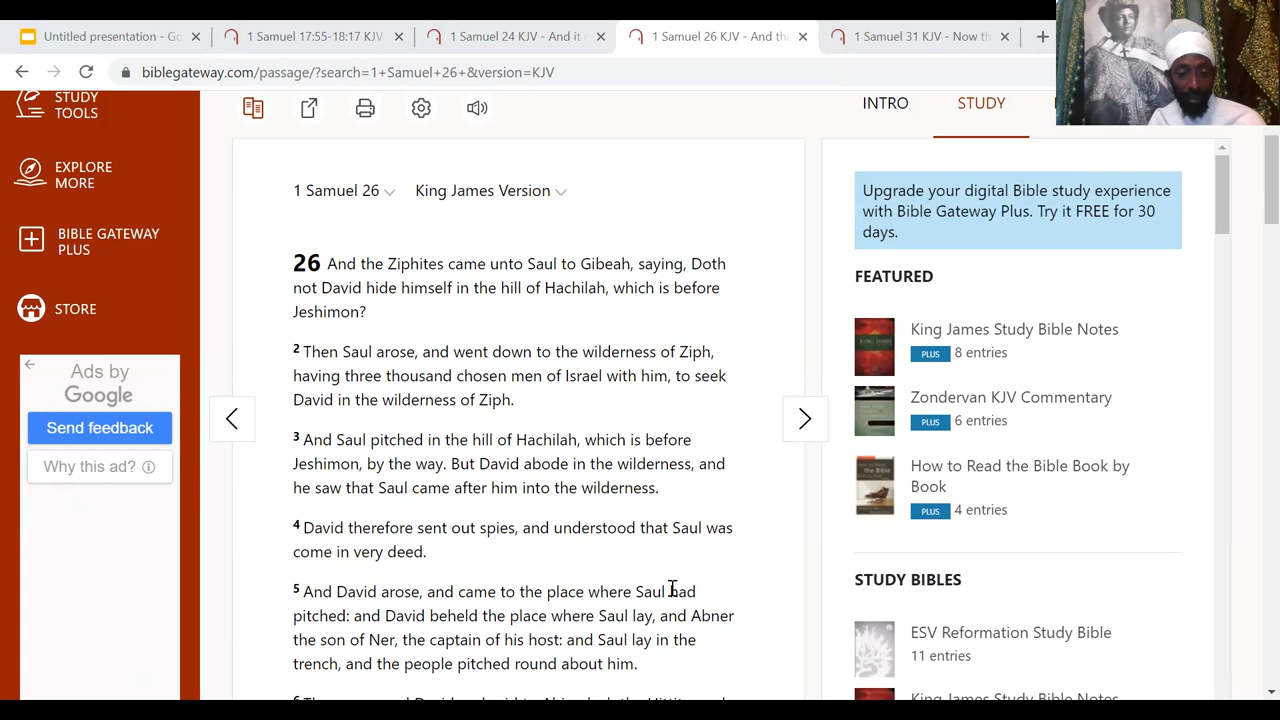 Untitled presentation - Go
1 Samuel 17:55-18:17 KJV -
1 Samuel 24 KJV - And it
1 Samuel 26 KJV - And the
1 Samuel 31 KJV - Now th
biblegateway.com/passage/?search=1+Samuel+26+&version=KJV
STUDY
TOOLS
EXPLORE
MORE
BIBLE GATEWAY
PLUS
STORE
Ads by
Google
Send feedback
Why this ad?
INTRO
STUDY
1 Samuel 26
King James Version
26 And the Ziphites came unto Saul to Gibeah, saying, Doth
not David hide himself in the hill of Hachilah, which is before
Jeshimon?
2 Then Saul arose, and went down to the wilderness of Ziph,
having three thousand chosen men of Israel with him, to seek
David in the wilderness of Ziph.
3 And Saul pitched in the hill of Hachilah, which is before
Jeshimon, by the way. But David abode in the wilderness, and
he saw that Saul came after him into the wilderness.
4 David therefore sent out spies, and understood that Saul was
come in very deed.
5 And David arose, and came to the place where Saul had
pitched: and David beheld the place where Saul lay, and Abner
the son of Ner, the captain of his host: and Saul lay in the
trench, and the people pitched round about him.
Upgrade your digital Bible study experience
with Bible Gateway Plus. Try it FREE for 30
days.
FEATURED
King James Study Bible Notes
PLUS 8 entries
Zondervan KJV Commentary
PLUS 6 entries
How to Read the Bible Book by
Book
PLUS 4 entries
STUDY BIBLES
ESV Reformation Study Bible
11 entries
King James Study Bible Notes